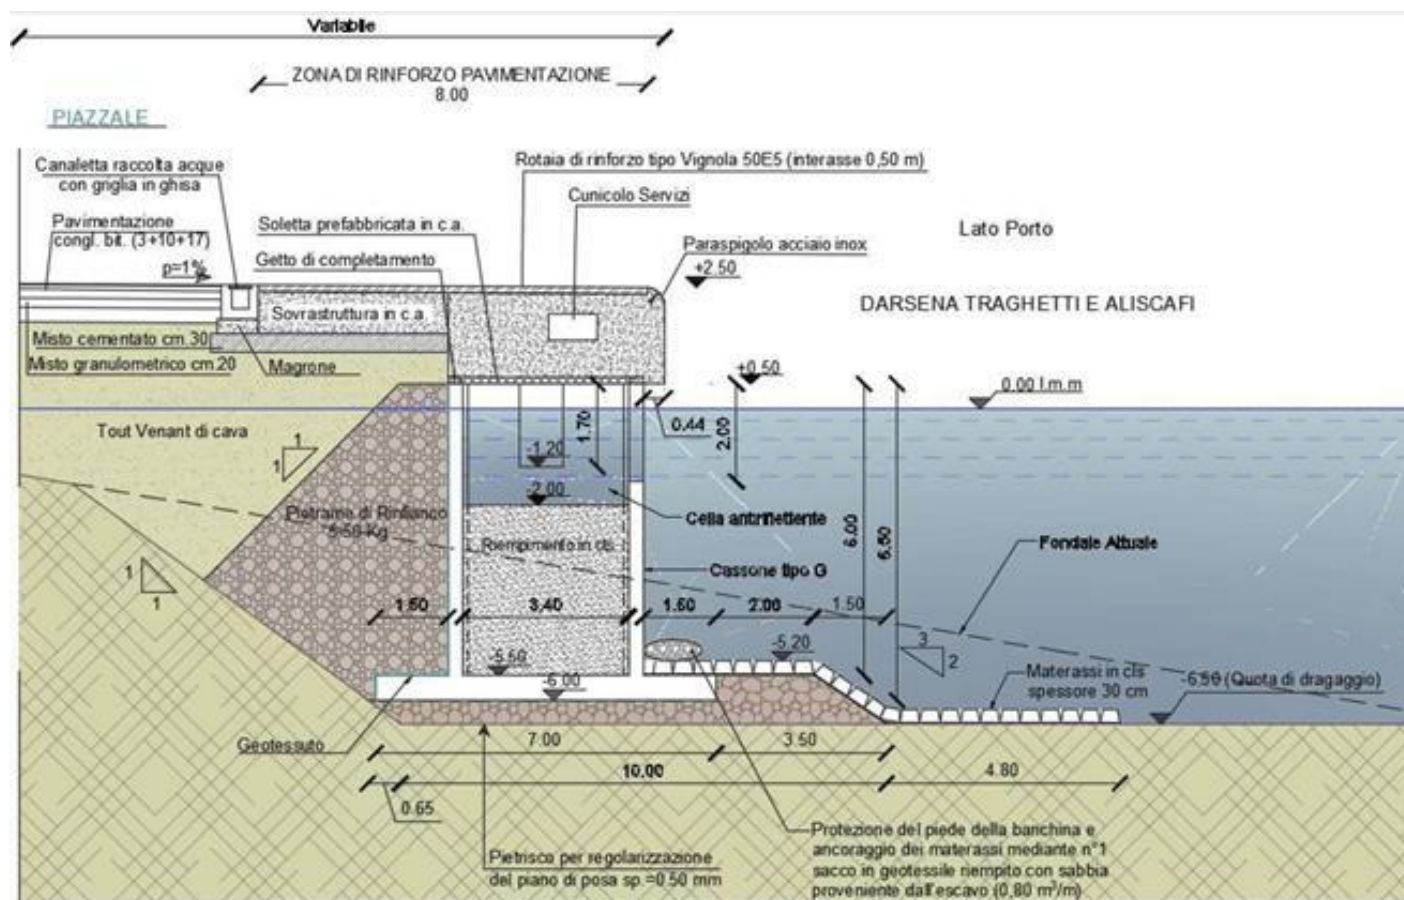 Variabile
ZONA DI RINFORZO PAVIMENTAZIONE
8.00
PIAZZALE
Canaletta raccolta acque
con griglia in ghisa
Rotaia di rinforzo tipo Vignola 50E5 (interasse 0,50 m)
Cunicolo Servizi
Pavimentazione
congl. bit. (3+10+17)
p=1%
Soletta prefabbricata in c.a.
Getto di completamento
Paraspigolo acciaio inox
+2.50
Lato Porto
DARSENA TRAGHETTI E ALISCAFI
Sovrastruttura in c.a.
Misto cementato cm.30
Misto granulometrico cm.20
Magrone
+0.50
0.00 l.m.m
Tout Venant di cava
1
1
1.70
0.44
2.00
-1.20
-2.00
Pietrame di Rinfianco
5-50 Kg
Cella antiriflettente
Riempimento in cls
6.00
6.50
Fondale Attuale
Cassone tipo G
1
1
1.50
3.40
1.60
2.00
1.50
3
2
-5.20
-5.50
-6.00
Materassi in cls
spessore 30 cm
-6.50 (Quota di dragaggio)
Geotessuto
7.00
3.50
10.00
4.80
0.65
Pietrisco per regolarizzazione
del piano di posa sp.=0.50 mm
Protezione del piede della banchina e
ancoraggio dei materassi mediante n°1
sacco in geotessile riempito con sabbia
proveniente dall'escavo (0,80 m³/m)